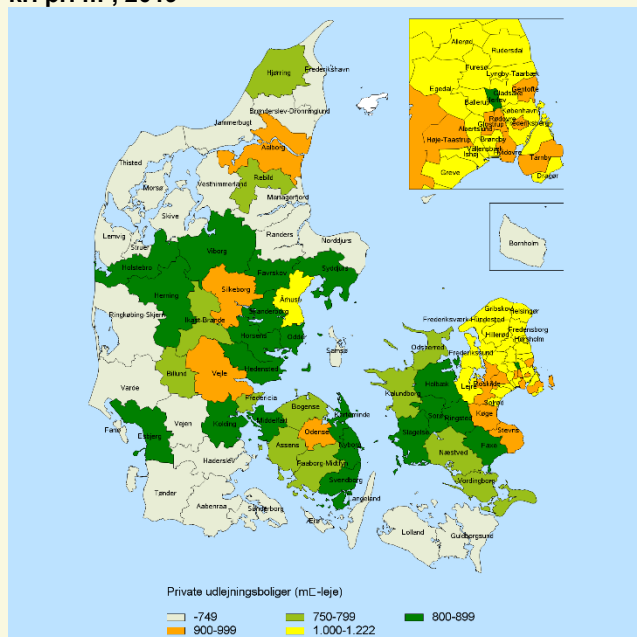 Hjørring
Frederikshavn
Brønderslev-Dronninglund
Jammerbugt
Aalborg
Thisted
Rebild
Vesthimmerland
Morsø
Mariagerfjord
Skive
Lemvig
Struer
Randers
Norddjurs
Viborg
Holstebro
Favrskov
Syddjurs
Silkeborg
Århus
Herning
Skanderborg
Ringkøbing-Skjern
Ikast-Brande
Horsens
Odder
Samsø
Hedensted
Billund
Vejle
Varde
Fredericia
Fanø
Esbjerg
Vejen
Kolding
Middelfart
Bogense
Kerteminde
Odense
Assens
Nyborg
Haderslev
Faaborg-Midtfyn
Svendborg
Tønder
Aabenraa
Sønderborg
Ærø
Langeland
Allerød
Rudersdal
Furesø
Egedal
Lyngby-Taarbæk
Gladsaxe
Gentofte
Ballerup
Herlev
København
Rødovre
Frederiksberg
Albertslund
Glostrup
Høje-Taastrup
Brøndby
Hvidovre
Vallensbæk
Ishøj
Tårnby
Greve
Dragør
Bornholm
Gribskov
Helsingør
Frederiksværk-Hundested
Fredensborg
Hillerød
Hørsholm
Odsherred
Frederikssund
Holbæk
Lejre
Roskilde
Kalundborg
Solrød
Køge
Sorø
Ringsted
Slagelse
Stevns
Faxe
Næstved
Vordingborg
Lolland
Guldborgsund
Private udlejningsboliger (m□-leje)
-749
750-799
800-899
900-999
1.000-1.222